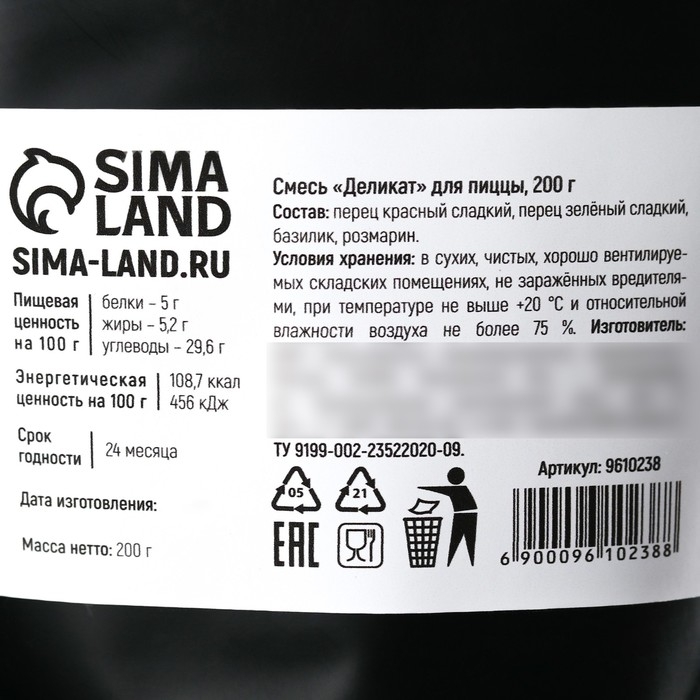 SIMA
LAND
SIMA-LAND.RU
Пищевая ценность на 100 г
белки – 5 г
жиры – 5,2 г
углеводы – 29,6 г
Энергетическая ценность на 100 г
108,7 ккал
456 кДж
Срок годности
24 месяца
Дата изготовления:
Масса нетто: 200 г
Смесь «Деликат» для пиццы, 200 г
Состав: перец красный сладкий, перец зелёный сладкий,
базилик, розмарин.
Условия хранения: в сухих, чистых, хорошо вентилируе-
мых складских помещениях, не заражённых вредителя-
ми, при температуре не выше +20 °С и относительной
влажности воздуха не более 75 %. Изготовитель:
ТУ 9199-002-23522020-09.
05
21
EAC
Артикул: 9610238
6 900096 102388